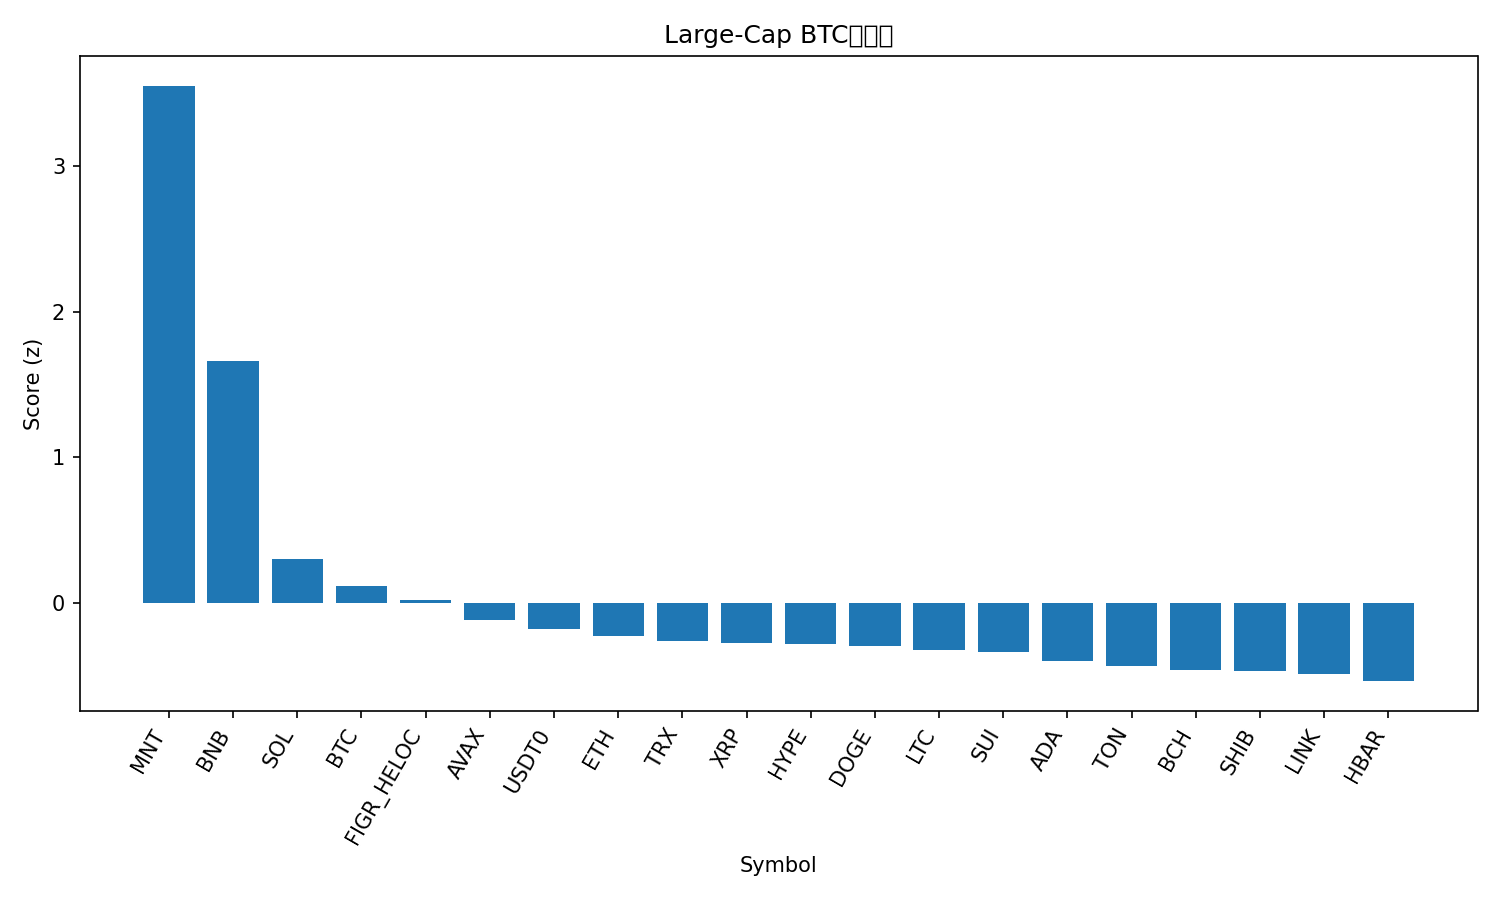 Large-Cap BTC
3
2
1
0
Score (z)
MNT
BNB
SOL
BTC
FIGR_HELOC
AVAX
USDT0
ETH
TRX
XRP
HYPE
DOGE
LTC
SUI
ADA
TON
BCH
SHIB
LINK
HBAR
Symbol